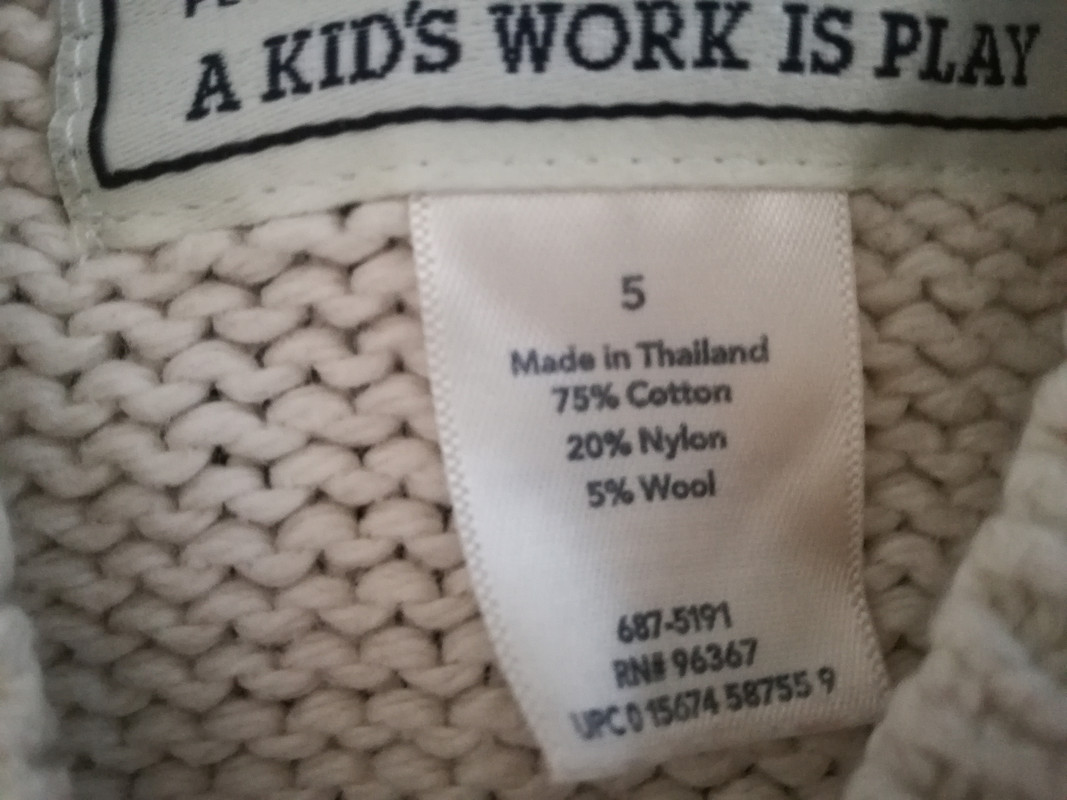 A KID'S WORK IS PLAY
5
Made in Thailand
75% Cotton
20% Nylon
5% Wool
687-5191
RN# 96367
UPC 0 15674 58755 9